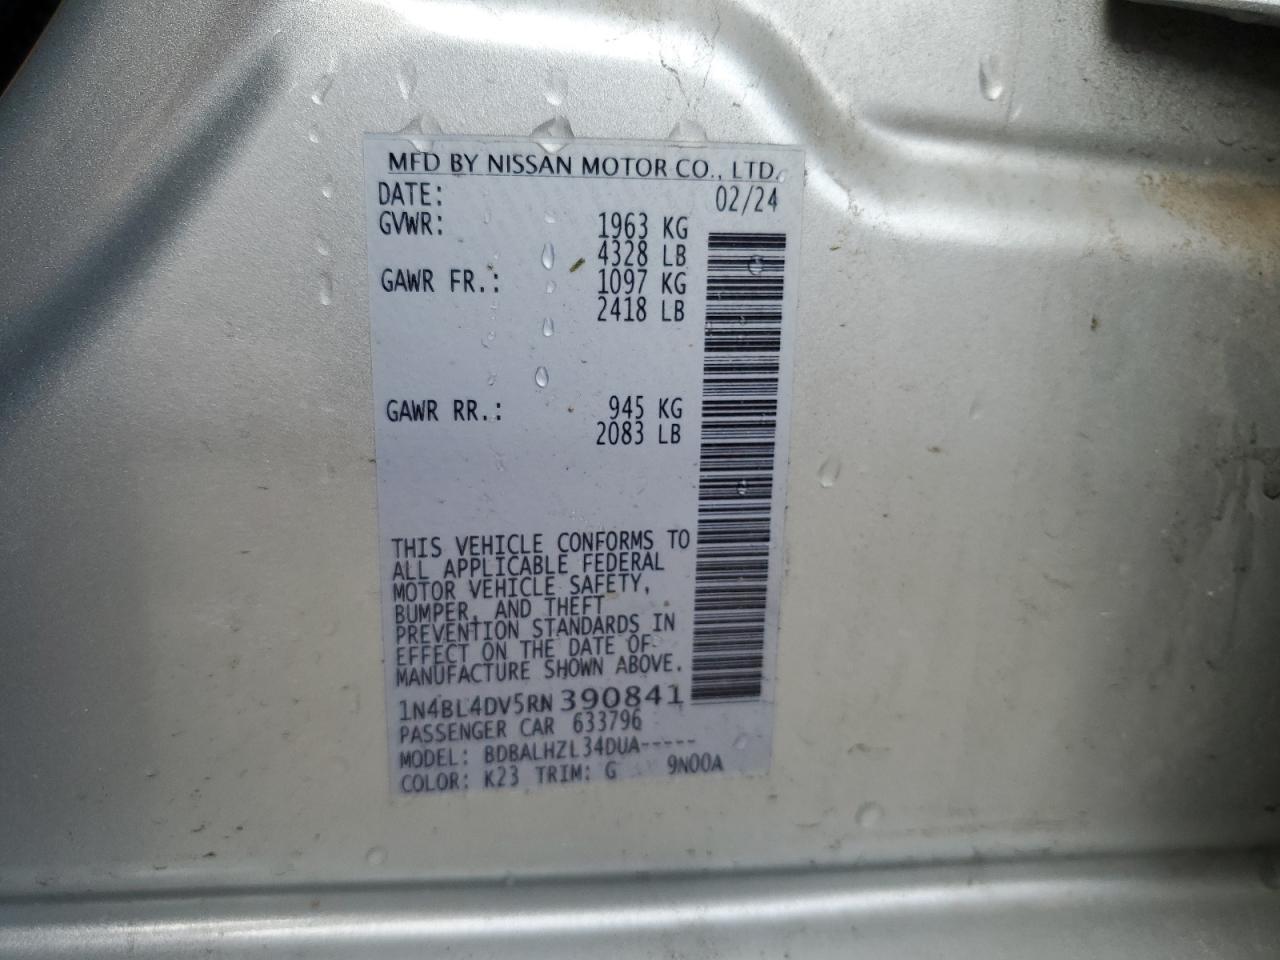 MFD BY NISSAN MOTOR CO., LTD.
DATE: 02/24
GVWR: 1963 KG
4328 LB
GAWR FR.: 1097 KG
2418 LB
GAWR RR.: 945 KG
2083 LB
THIS VEHICLE CONFORMS TO
ALL APPLICABLE FEDERAL
MOTOR VEHICLE SAFETY,
BUMPER, AND THEFT
PREVENTION STANDARDS IN
EFFECT ON THE DATE OF
MANUFACTURE SHOWN ABOVE.
1N4BL4DV5RN390841
PASSENGER CAR 633796
MODEL: BDBALHZL34DUA-----
COLOR: K23 TRIM: G 9N00A